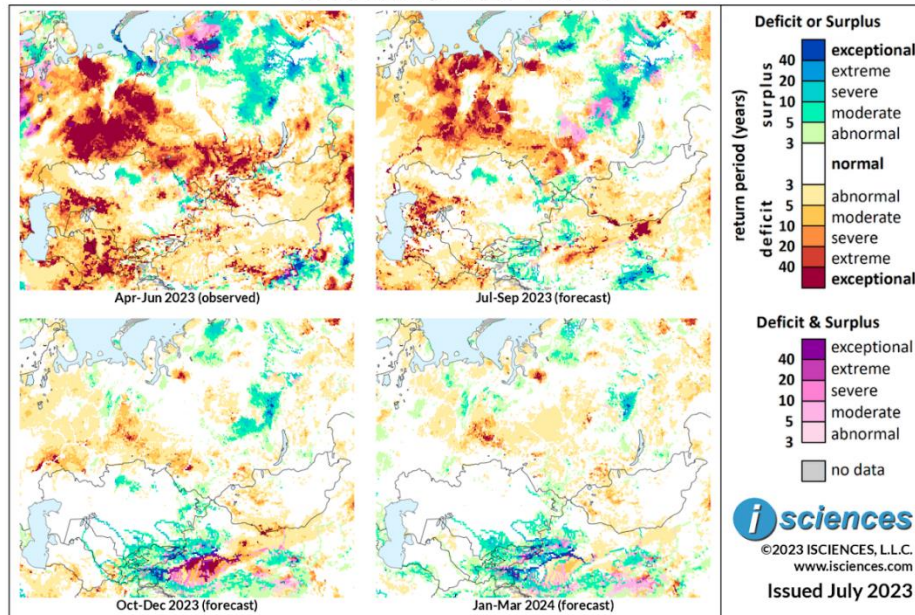 Apr-Jun 2023 (observed)
Jul-Sep 2023 (forecast)
Oct-Dec 2023 (forecast)
Jan-Mar 2024 (forecast)
Deficit or Surplus
return period (years)
deficit surplus
40 exceptional
20 extreme
10 severe
5 moderate
3 abnormal
normal
3 abnormal
5 moderate
10 severe
20 extreme
40 exceptional
Deficit & Surplus
40 exceptional
20 extreme
10 severe
5 moderate
3 abnormal
no data
i sciences
©2023 ISCIENCES, L.L.C.
www.isciences.com
Issued July 2023